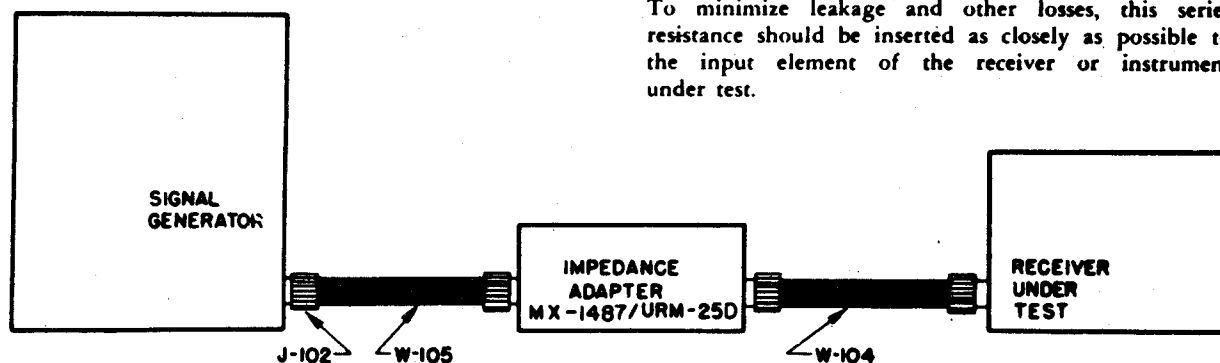 To minimize leakage and other losses, this serie
resistance should be inserted as closely as possible t
the input element of the receiver or instrumen
under test.
SIGNAL
GENERATOR
IMPEDANCE
ADAPTER
MX-1487/URM-25D
RECEIVER
UNDER
TEST
J-102
W-105
W-104